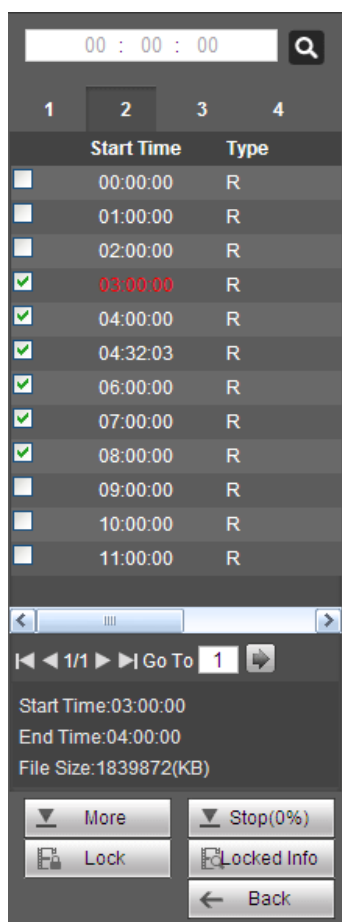 00 : 00 : 00
1 2 3 4
Start Time Type
00:00:00 R
01:00:00 R
02:00:00 R
03:00:00 R
04:00:00 R
04:32:03 R
06:00:00 R
07:00:00 R
08:00:00 R
09:00:00 R
10:00:00 R
11:00:00 R
1/1 Go To 1
Start Time:03:00:00
End Time:04:00:00
File Size:1839872(KB)
More Stop(0%)
Lock Locked Info
Back